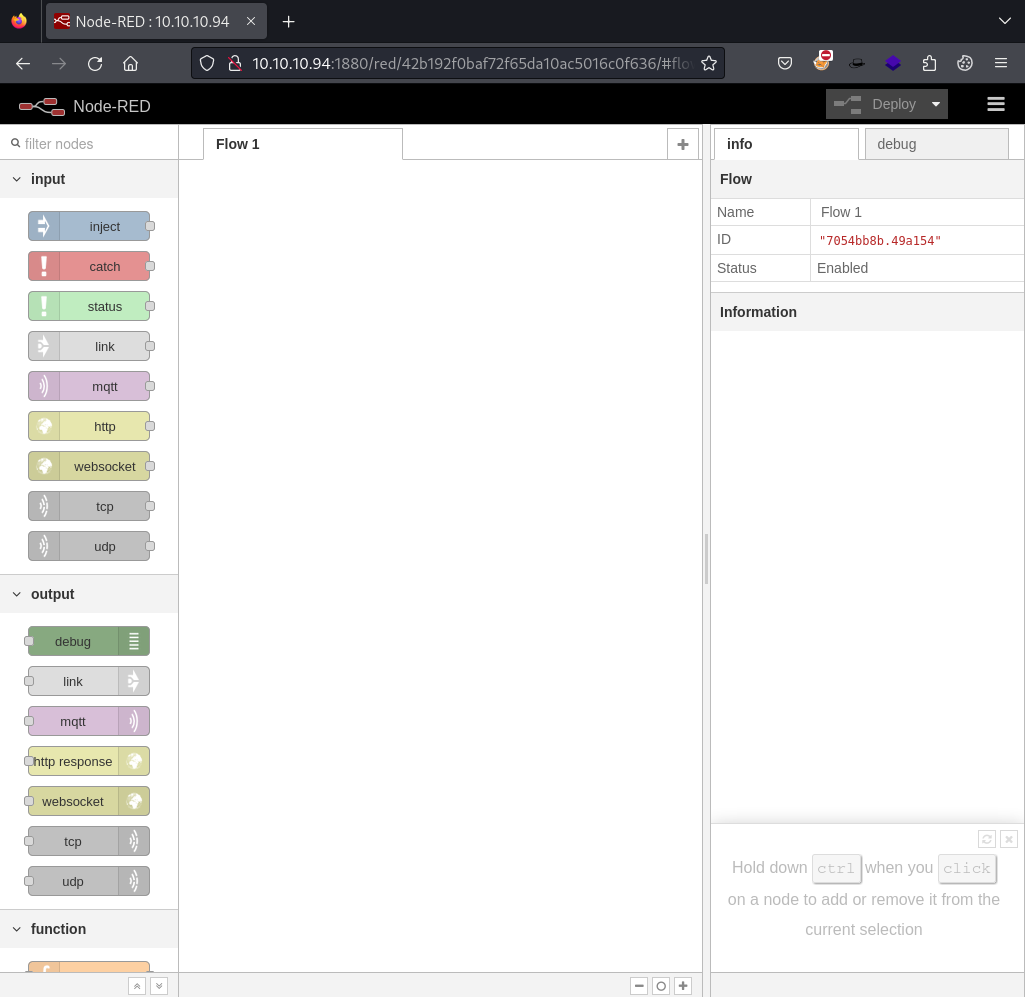 Node-RED : 10.10.10.94
10.10.10.94:1880/red/42b192f0baf72f65da10ac5016c0f636/#flo
Node-RED
Deploy
filter nodes
Flow 1
info
debug
input
inject
catch
status
link
mqtt
http
websocket
tcp
udp
output
debug
link
mqtt
http response
websocket
tcp
udp
function
Flow
Name Flow 1
ID "7054bb8b.49a154"
Status Enabled
Information
Hold down ctrl when you click
on a node to add or remove it from the
current selection